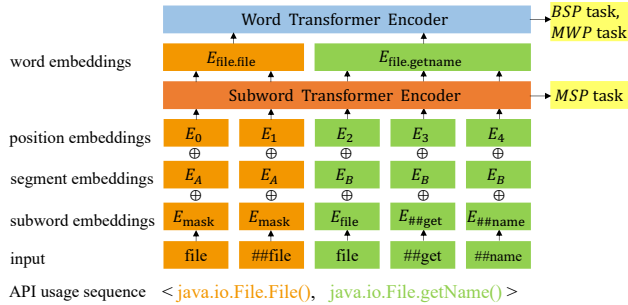 Word Transformer Encoder
BSP task,
MWP task
word embeddings E_file.file E_file.getname
Subword Transformer Encoder MSP task
position embeddings E_0 E_1 E_2 E_3 E_4
⊕ ⊕ ⊕ ⊕ ⊕
segment embeddings E_A E_A E_B E_B E_B
⊕ ⊕ ⊕ ⊕ ⊕
subword embeddings E_mask E_mask E_file E_##get E_##name
input file ##file file ##get ##name
API usage sequence < java.io.File.File(), java.io.File.getName() >